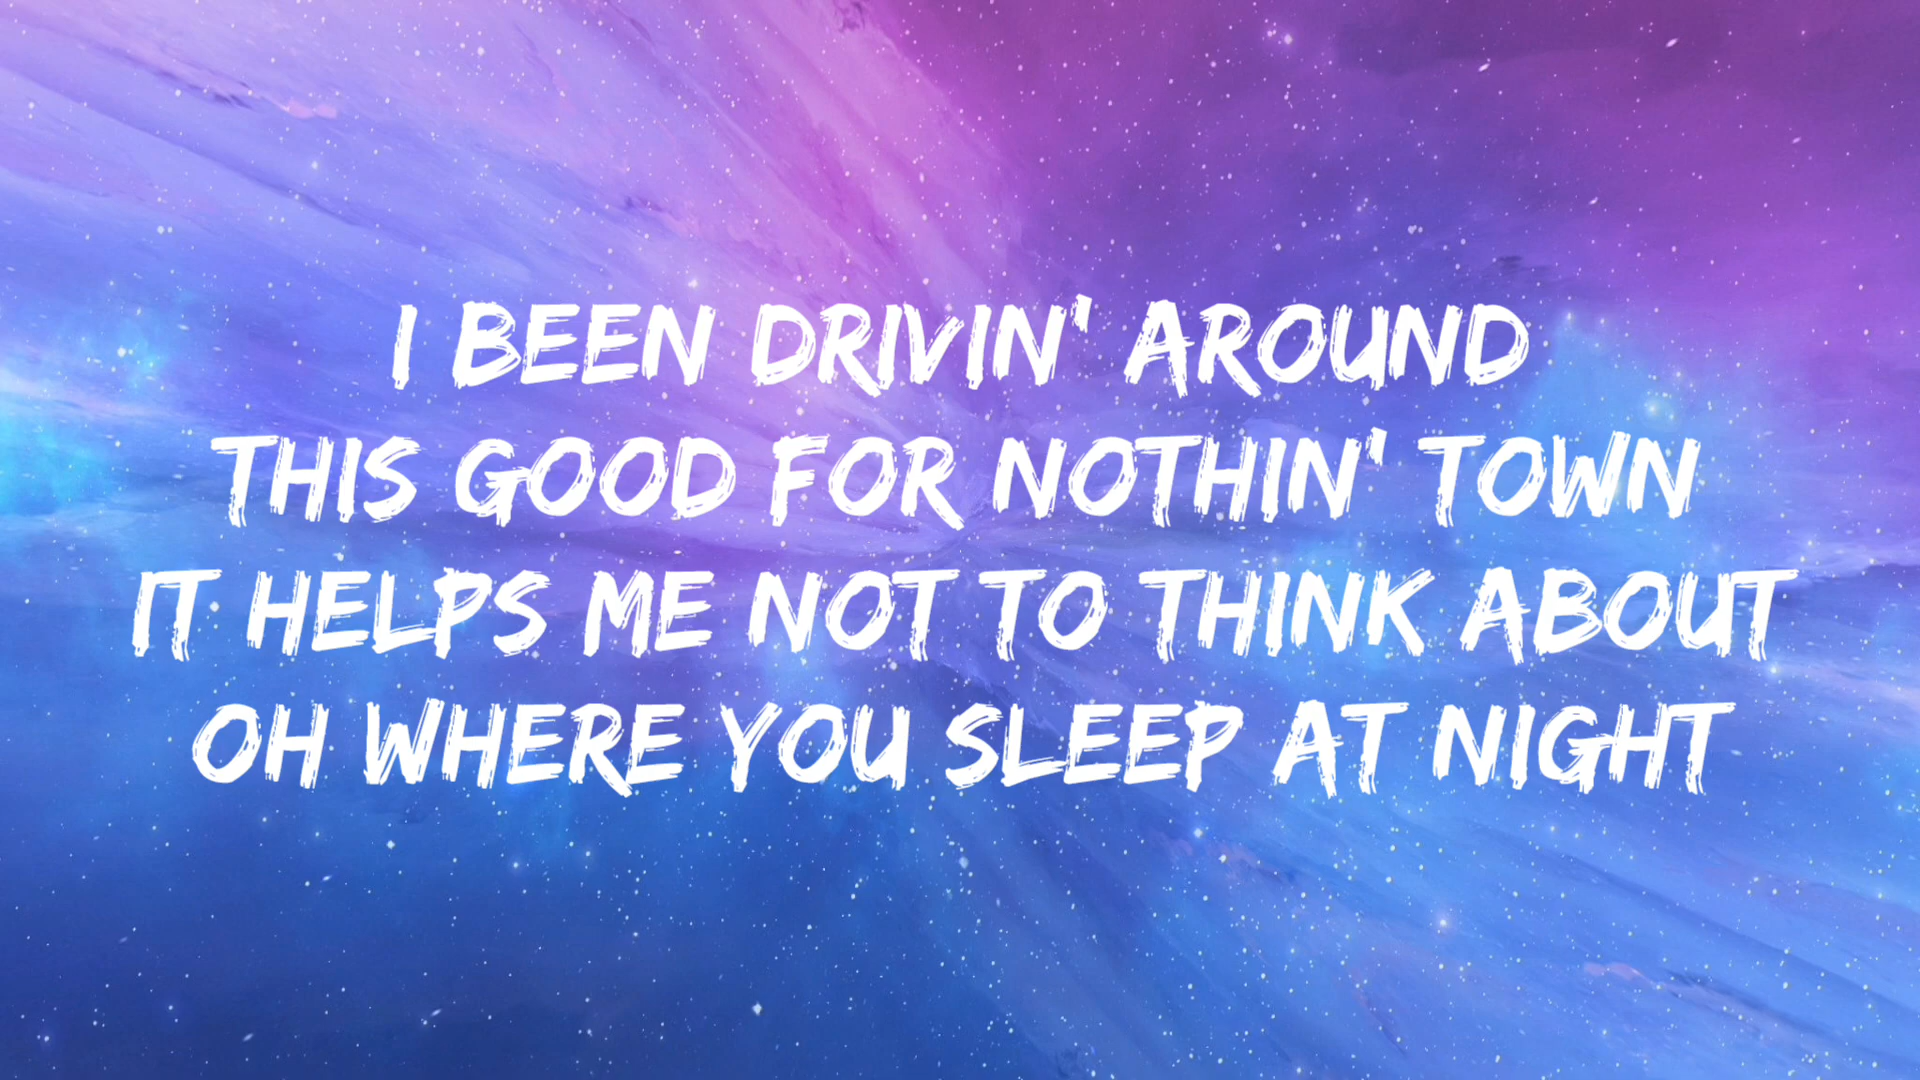 I BEEN DRIVIN' AROUND
THIS GOOD FOR NOTHIN' TOWN
IT HELPS ME NOT TO THINK ABOUT
OH WHERE YOU SLEEP AT NIGHT